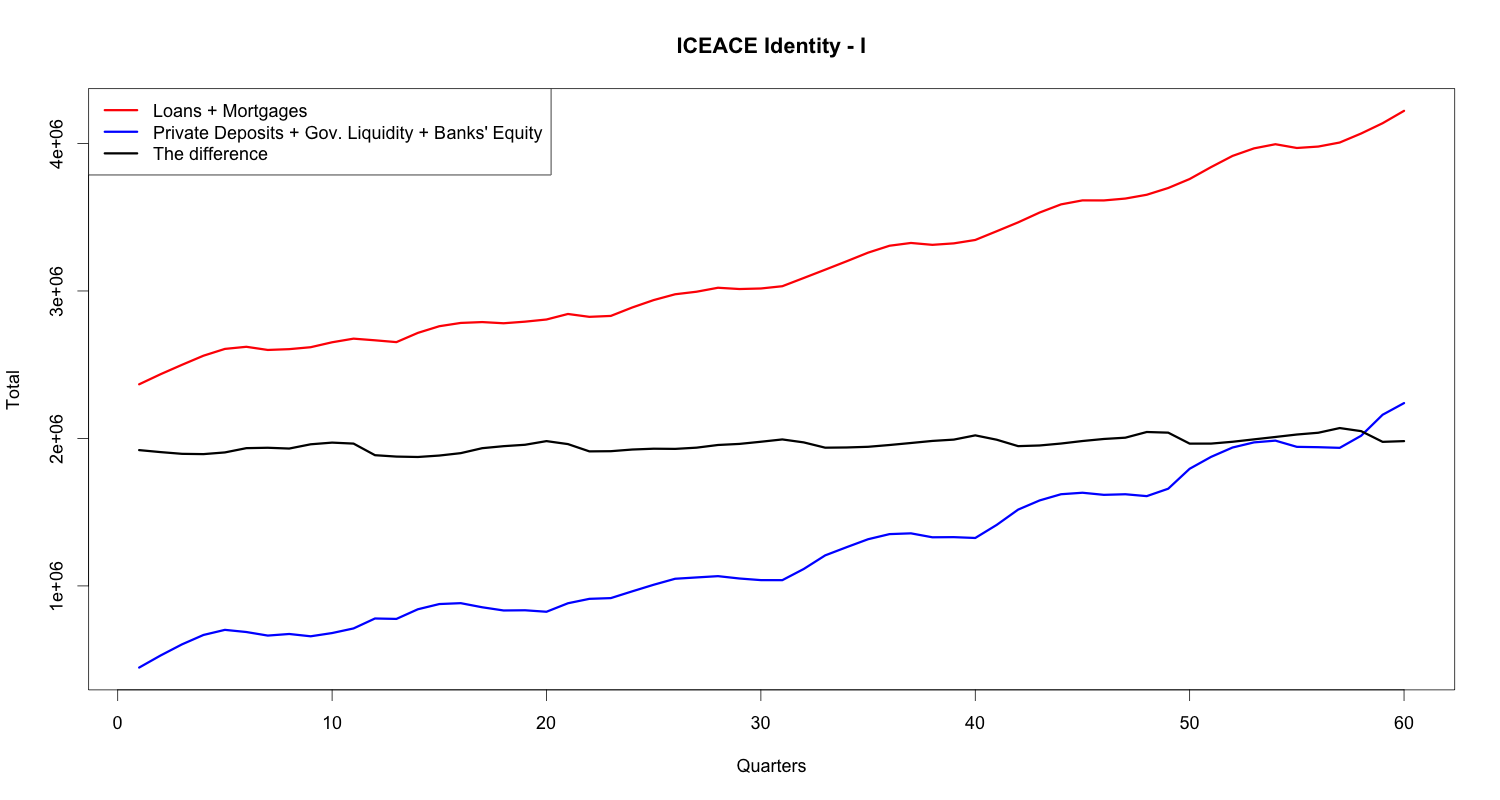 ICEACE Identity - I
Loans + Mortgages
Private Deposits + Gov. Liquidity + Banks' Equity
The difference
Total
4e+06
3e+06
2e+06
1e+06
0 10 20 30 40 50 60
Quarters